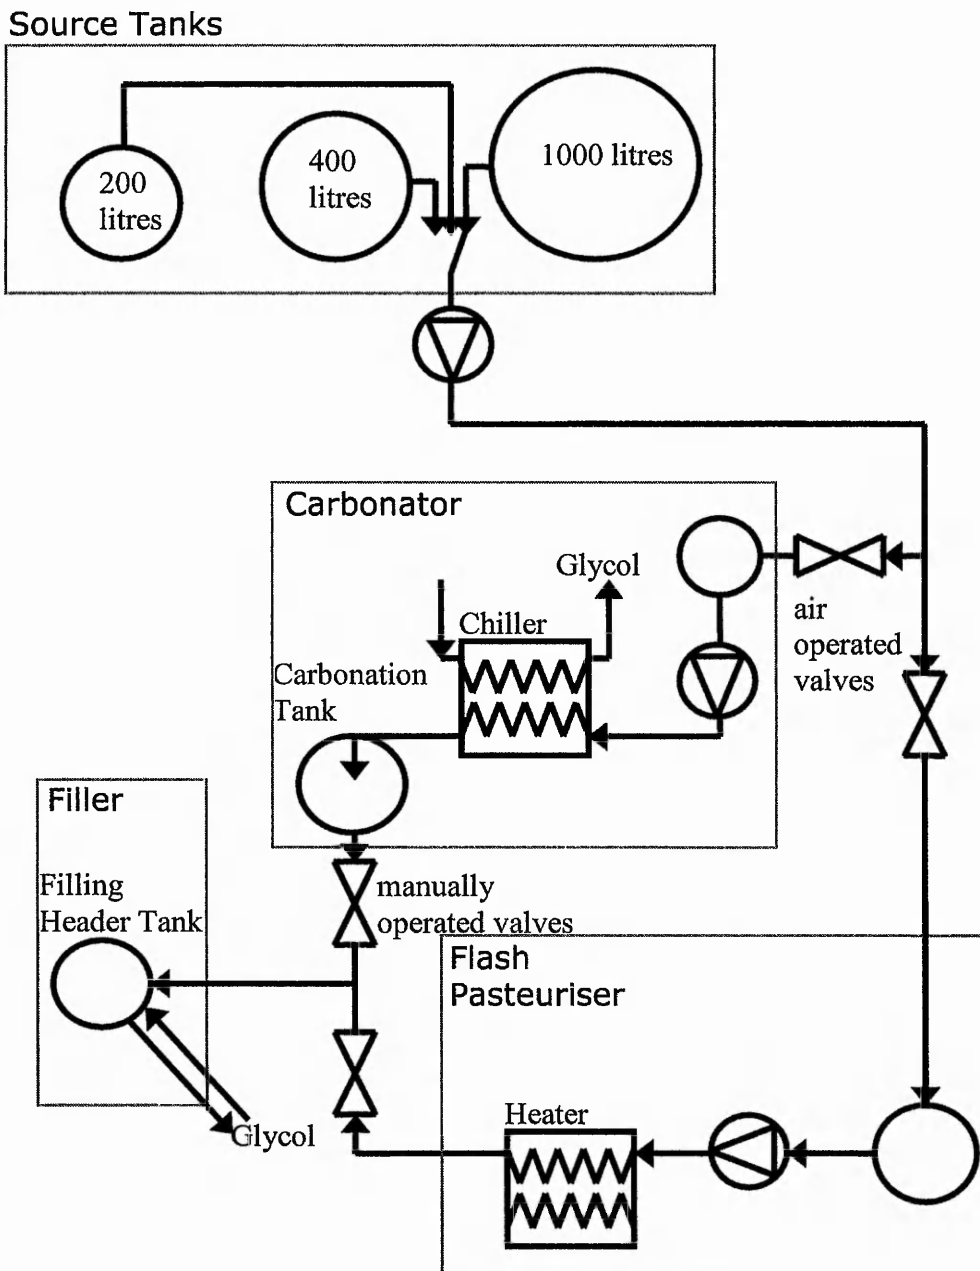 Source Tanks
200
litres
400
litres
1000 litres
Carbonator
Glycol
Chiller
air
operated
valves
Carbonation
Tank
Filler
Filling
Header Tank
manually
operated valves
Flash
Pasteuriser
Heater
Glycol